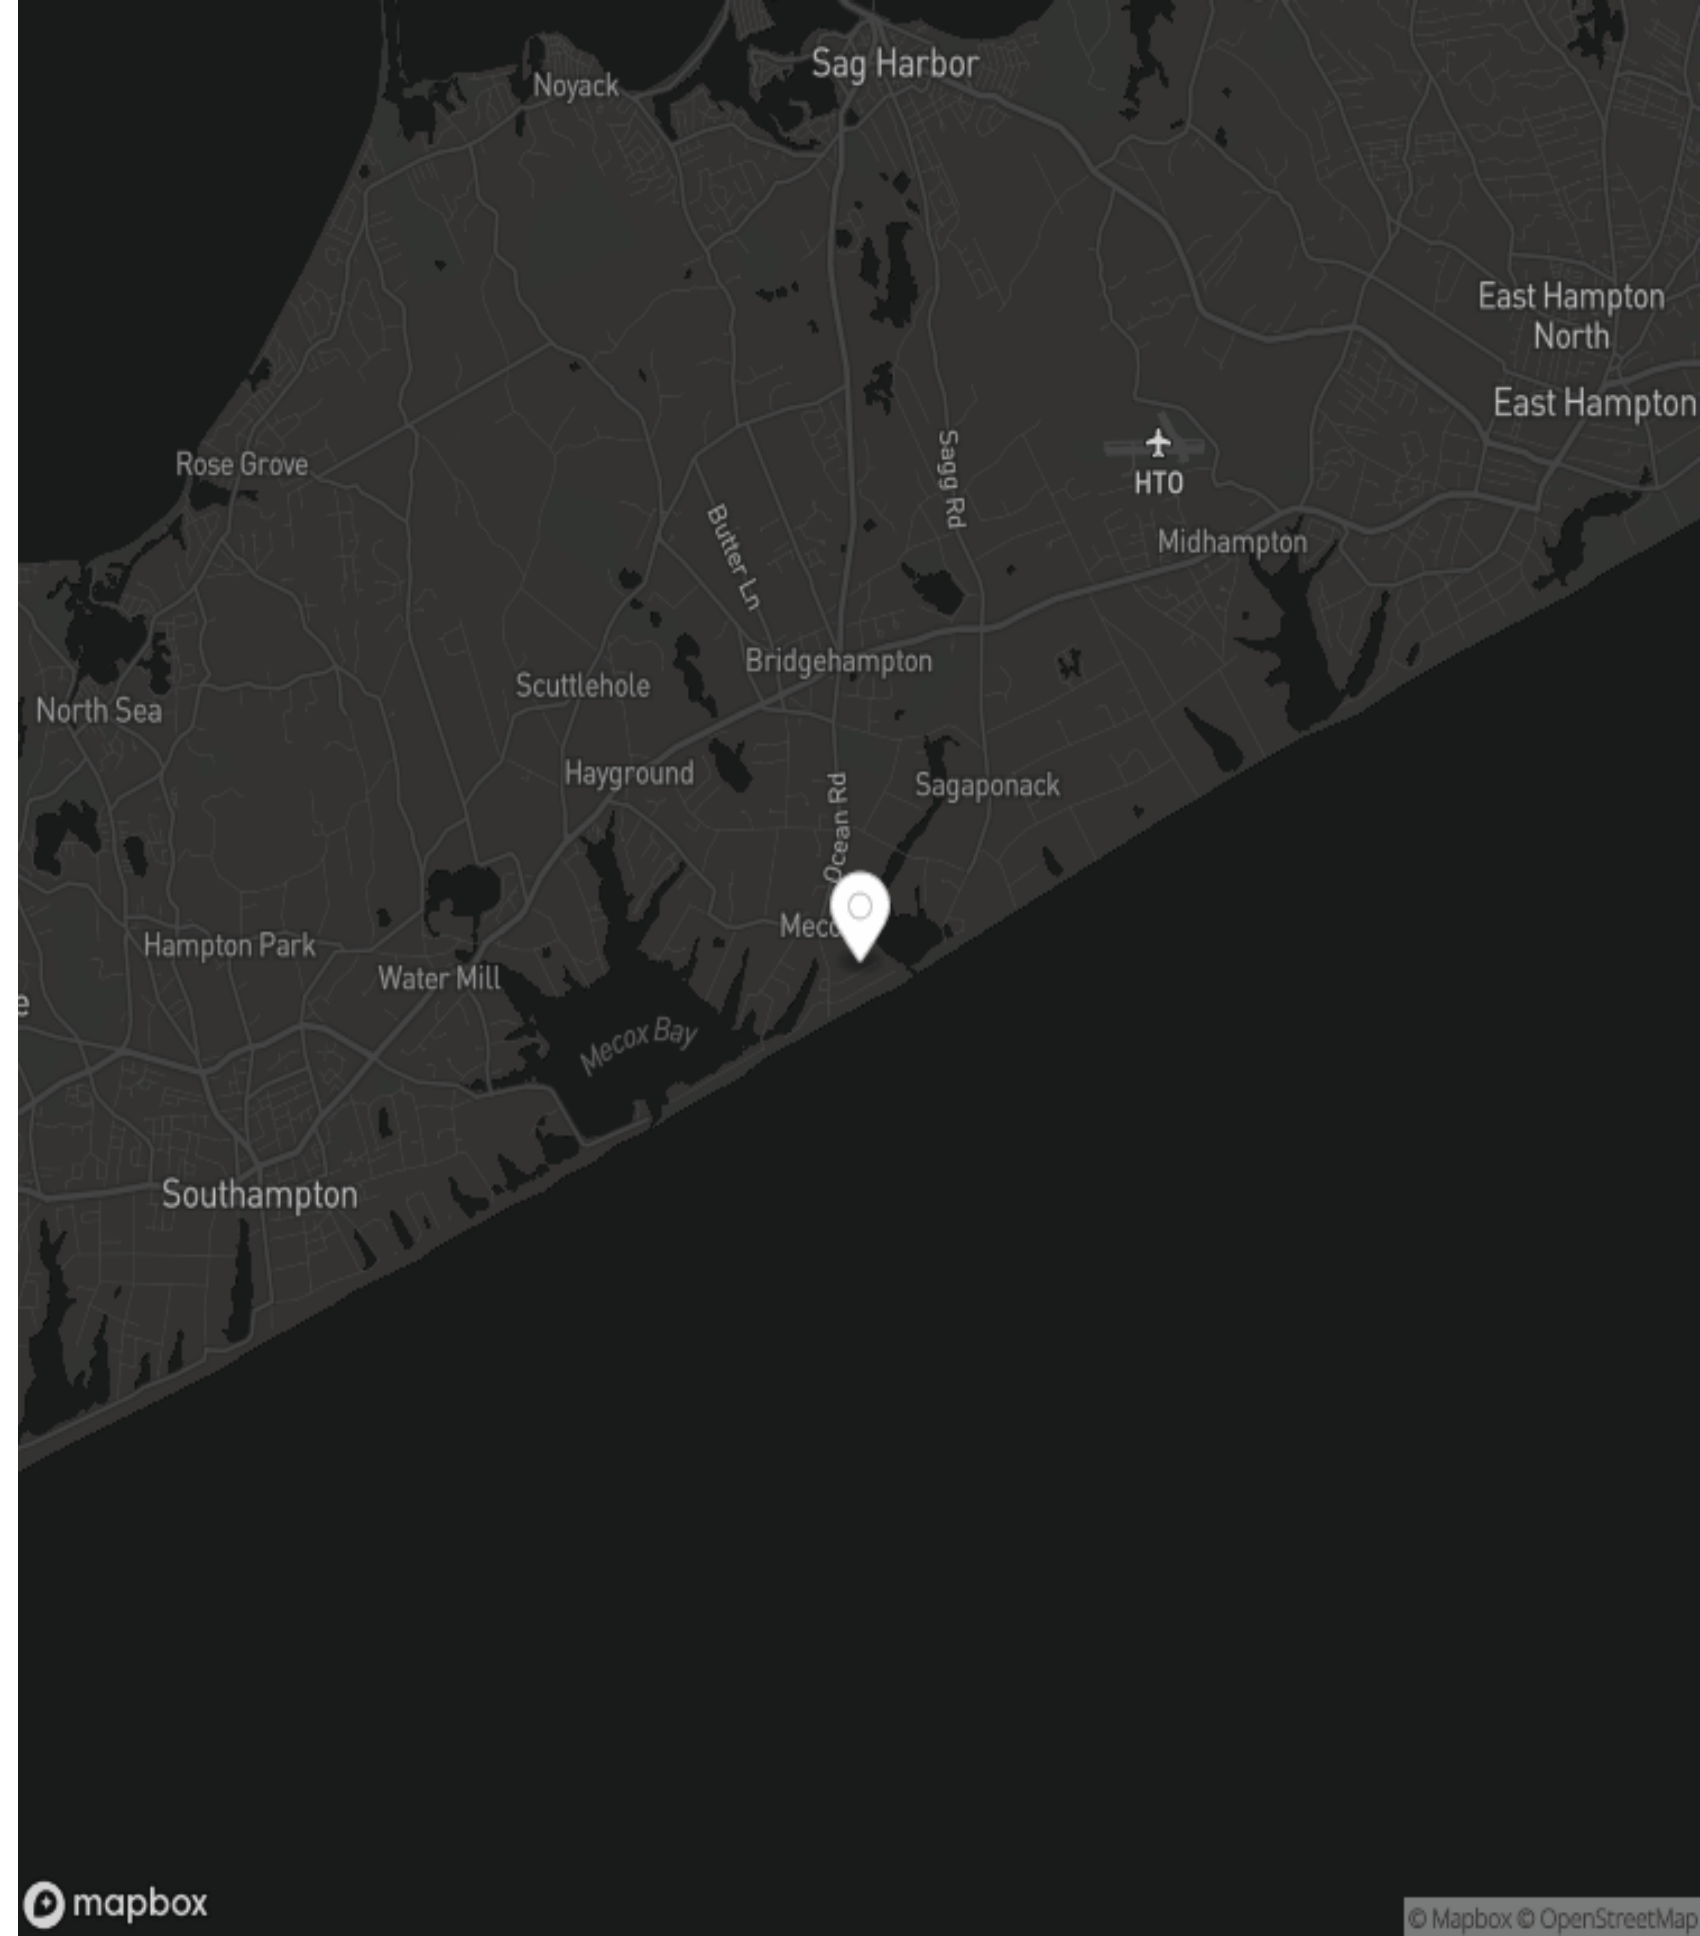 Sag Harbor
Noyack
East Hampton
North
East Hampton
Rose Grove
Sagg Rd
HTO
Butter Ln
Midhampton
Bridgehampton
Scuttlehole
North Sea
Hayground
Sagaponack
Ocean Rd
Meco
Hampton Park
Water Mill
e
Mecox Bay
Southampton
mapbox
© Mapbox © OpenStreetMap